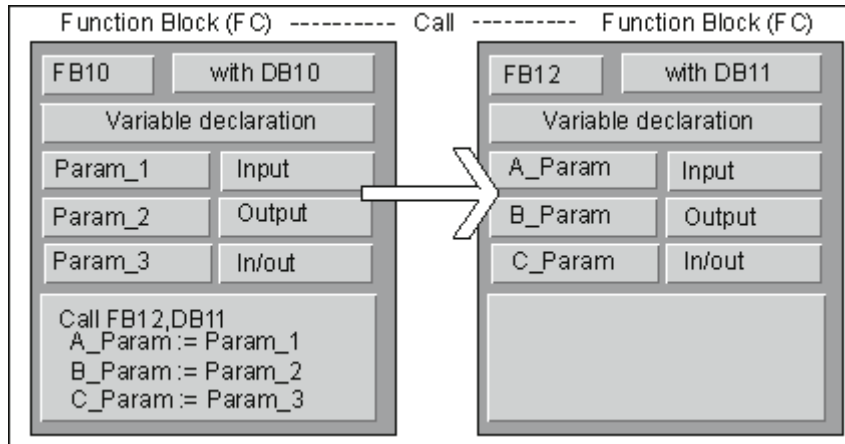 Function Block (FC) ---------- Call ---------- Function Block (FC)
FB10
with DB10
Variable declaration
Param_1
Input
Param_2
Output
Param_3
In/out
Call FB12,DB11
A_Param := Param_1
B_Param := Param_2
C_Param := Param_3
FB12
with DB11
Variable declaration
A_Param
Input
B_Param
Output
C_Param
In/out